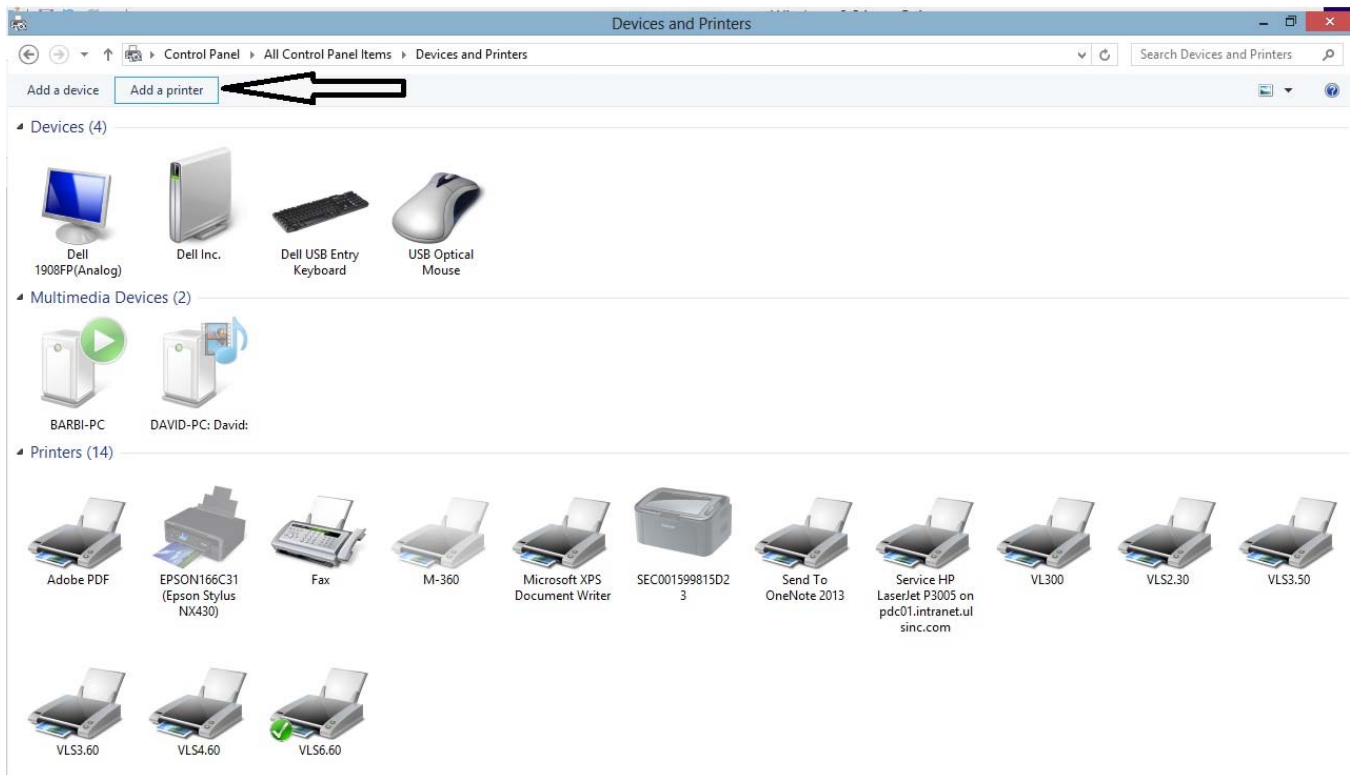 Devices and Printers
Control Panel All Control Panel Items Devices and Printers
Search Devices and Printers
Add a device Add a printer
Devices (4)
Dell
1908FP(Analog)
Dell Inc.
Dell USB Entry
Keyboard
USB Optical
Mouse
Multimedia Devices (2)
BARBI-PC
DAVID-PC: David:
Printers (14)
Adobe PDF
EPSON166C31
(Epson Stylus
NX430)
Fax
M-360
Microsoft XPS
Document Writer
SEC001599815D2
3
Send To
OneNote 2013
Service HP
LaserJet P3005 on
pdc01.intranet.ul
sinc.com
VL300
VLS2.30
VLS3.50
VLS3.60
VLS4.60
VLS6.60